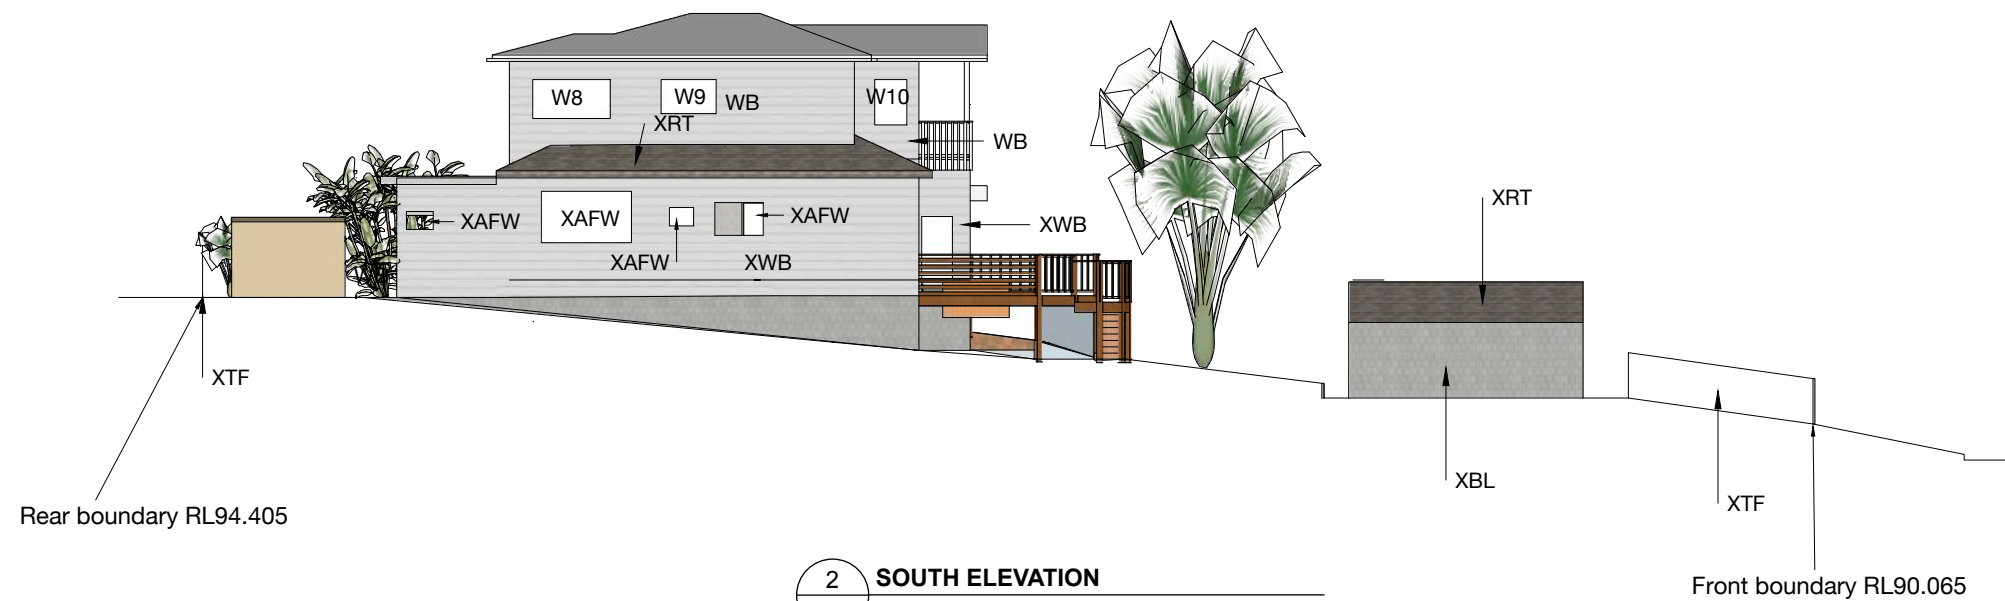 W8
W9
WB
W10
XRT
WB
XAFW
XAFW
XAFW
XAFW
XWB
XWB
XRT
XTF
XBL
XTF
Rear boundary RL94.405
2
SOUTH ELEVATION
Front boundary RL90.065